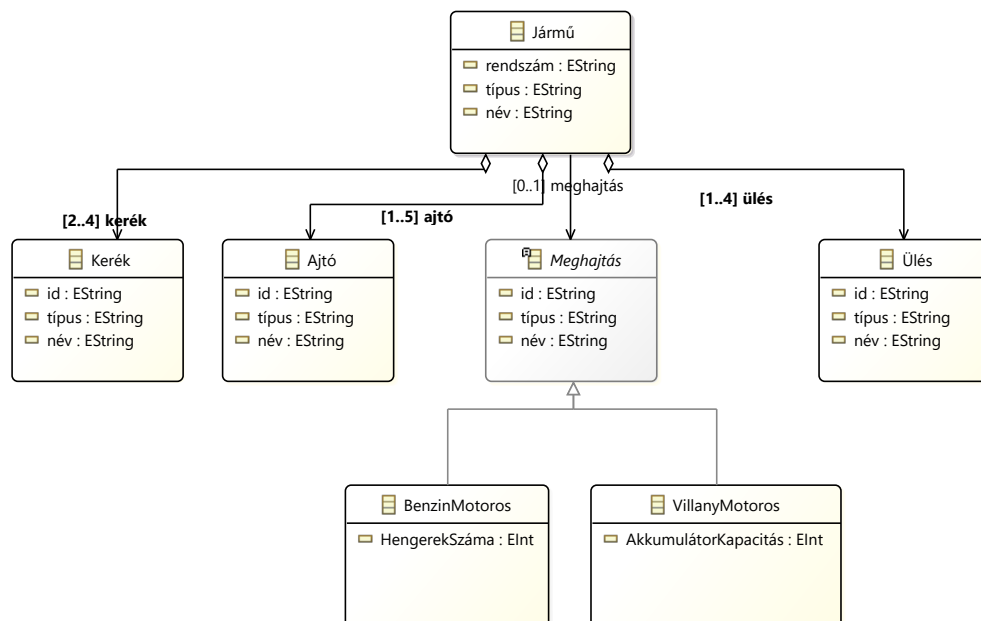 Jármű
rendszám : EString
típus : EString
név : EString
[0..1] meghajtás
[1..4] ülés
[2..4] kerék
[1..5] ajtó
Kerék
id : EString
típus : EString
név : EString
Ajtó
id : EString
típus : EString
név : EString
Meghajtás
id : EString
típus : EString
név : EString
Ülés
id : EString
típus : EString
név : EString
BenzinMotoros
HengerekSzáma : EInt
VillanyMotoros
AkkumulátorKapacitás : EInt